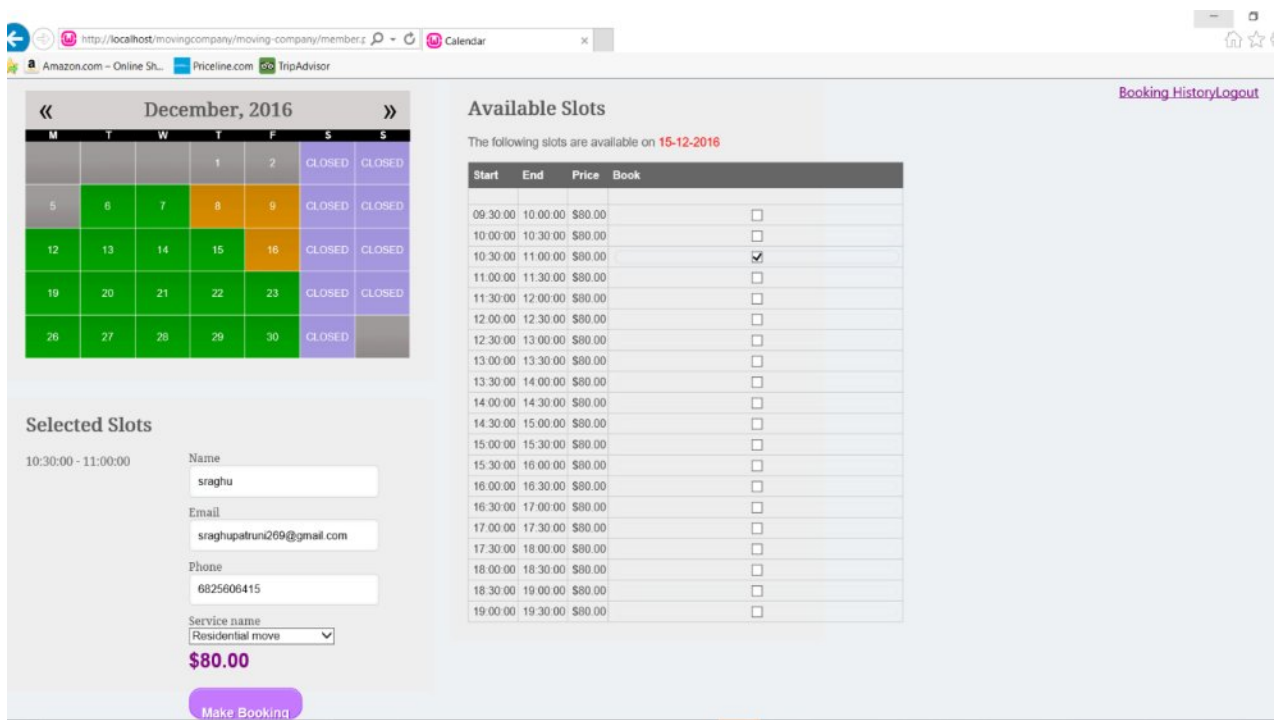 http://localhost/movingcompany/moving-company/member.p
Calendar
Amazon.com – Online Sh... Priceline.com TripAdvisor
Booking HistoryLogout
« December, 2016 »
M T W T F S S
1 2 CLOSED CLOSED
5 6 7 8 9 CLOSED CLOSED
12 13 14 15 16 CLOSED CLOSED
19 20 21 22 23 CLOSED CLOSED
26 27 28 29 30 CLOSED
Selected Slots
10:30:00 - 11:00:00
Name
sraghu
Email
sraghupatruni269@gmail.com
Phone
6825606415
Service name
Residential move
$80.00
Make Booking
Available Slots
The following slots are available on 15-12-2016
Start End Price Book
09:30:00 10:00:00 $80.00
10:00:00 10:30:00 $80.00
10:30:00 11:00:00 $80.00
11:00:00 11:30:00 $80.00
11:30:00 12:00:00 $80.00
12:00:00 12:30:00 $80.00
12:30:00 13:00:00 $80.00
13:00:00 13:30:00 $80.00
13:30:00 14:00:00 $80.00
14:00:00 14:30:00 $80.00
14:30:00 15:00:00 $80.00
15:00:00 15:30:00 $80.00
15:30:00 16:00:00 $80.00
16:00:00 16:30:00 $80.00
16:30:00 17:00:00 $80.00
17:00:00 17:30:00 $80.00
17:30:00 18:00:00 $80.00
18:00:00 18:30:00 $80.00
18:30:00 19:00:00 $80.00
19:00:00 19:30:00 $80.00